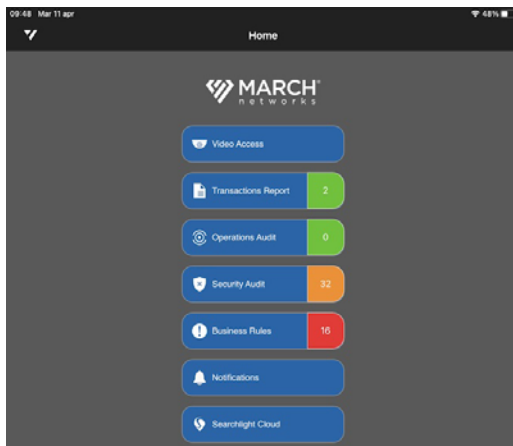 09:48 Mar 11 apr
48%
Home
MARCH
networks
Video Access
Transactions Report 2
Operations Audit 0
Security Audit 32
Business Rules 16
Notifications
Searchlight Cloud